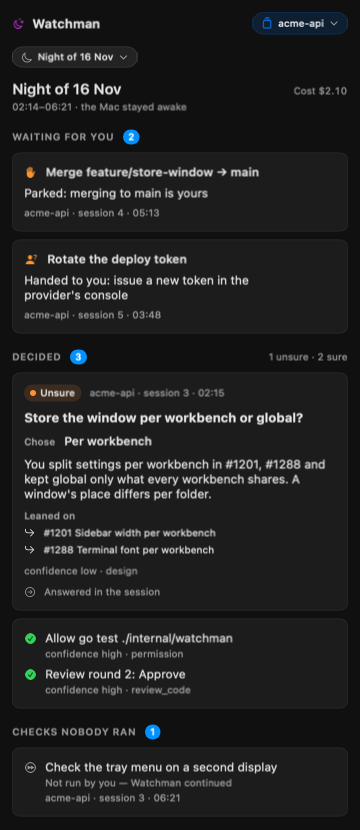 Watchman
acme-api
Night of 16 Nov
Night of 16 Nov
Cost $2.10
02:14–06:21 · the Mac stayed awake
WAITING FOR YOU 2
Merge feature/store-window → main
Parked: merging to main is yours
acme-api · session 4 · 05:13
Rotate the deploy token
Handed to you: issue a new token in the
provider's console
acme-api · session 5 · 03:48
DECIDED 3
1 unsure · 2 sure
Unsure acme-api · session 3 · 02:15
Store the window per workbench or global?
Chose Per workbench
You split settings per workbench in #1201, #1288 and
kept global only what every workbench shares. A
window's place differs per folder.
Leaned on
#1201 Sidebar width per workbench
#1288 Terminal font per workbench
confidence low · design
Answered in the session
Allow go test ./internal/watchman
confidence high · permission
Review round 2: Approve
confidence high · review_code
CHECKS NOBODY RAN 1
Check the tray menu on a second display
Not run by you — Watchman continued
acme-api · session 3 · 06:21